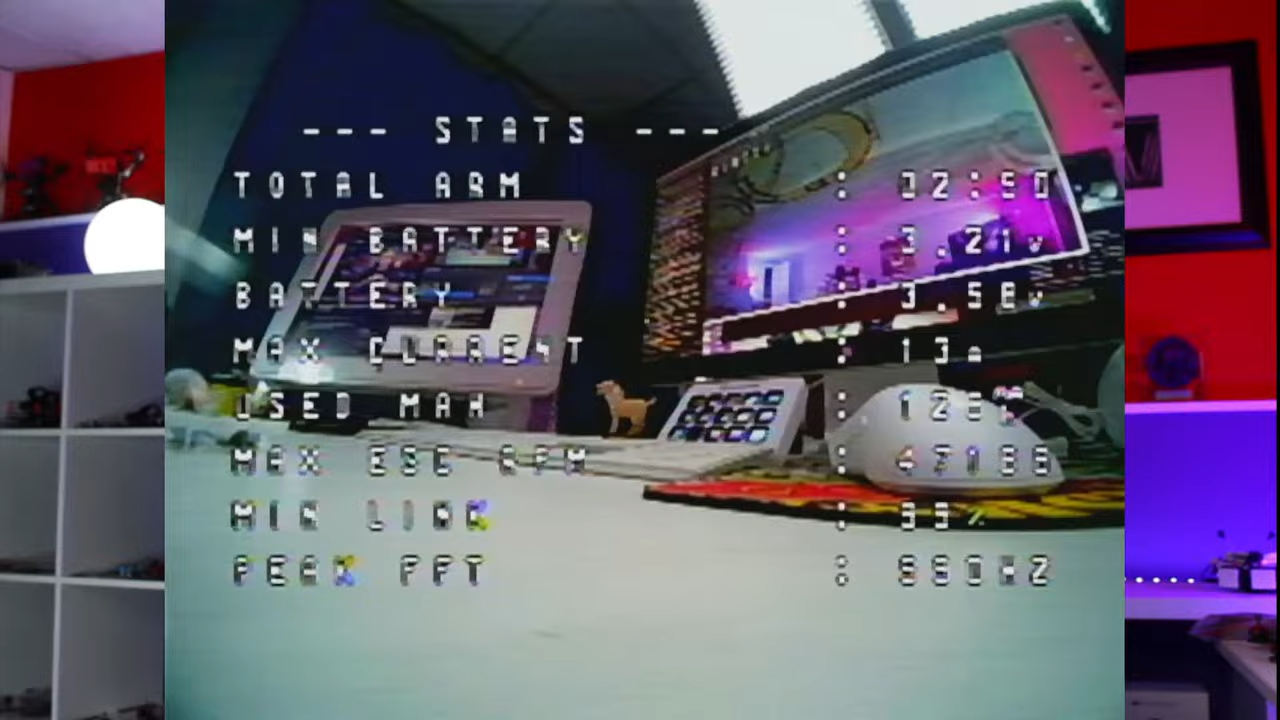 --- STATS ---
TOTAL ARM : 02:50
MIN BATTERY : 3.21v
BATTERY : 3.58v
MAX CURRENT : 13A
USED MAH :
MAX ESC RPM :
MIN LINK : 33%
PEAK FFT : 550HZ